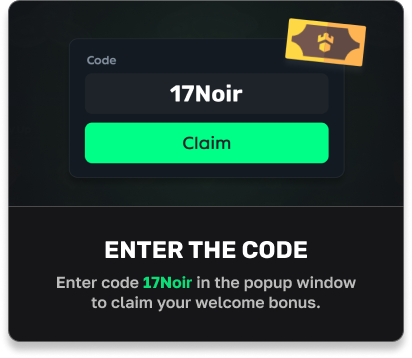 Code
17Noir
Claim
ENTER THE CODE
Enter code 17Noir in the popup window
to claim your welcome bonus.